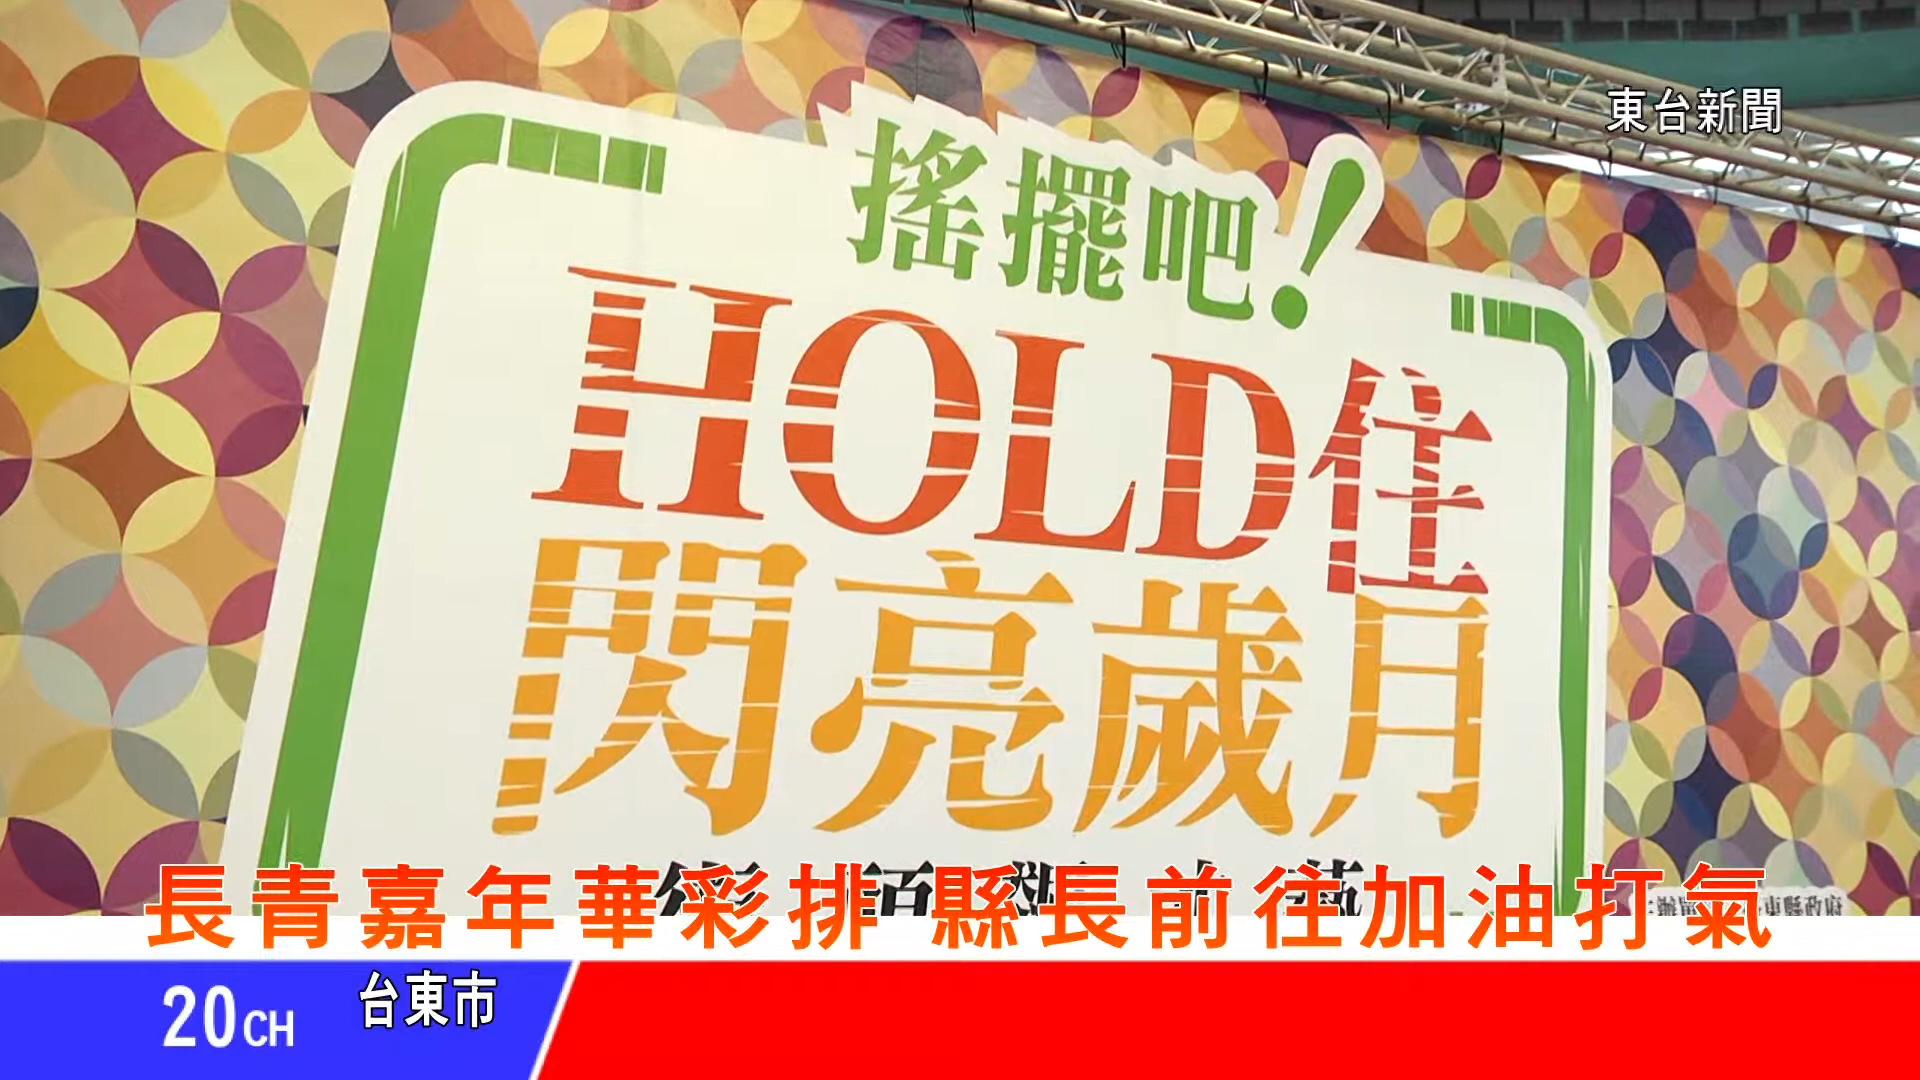 東台新聞
搖擺吧!
HOLD住
閃亮歲月
長青嘉年華彩排 縣長前往加油打氣
20CH
台東市